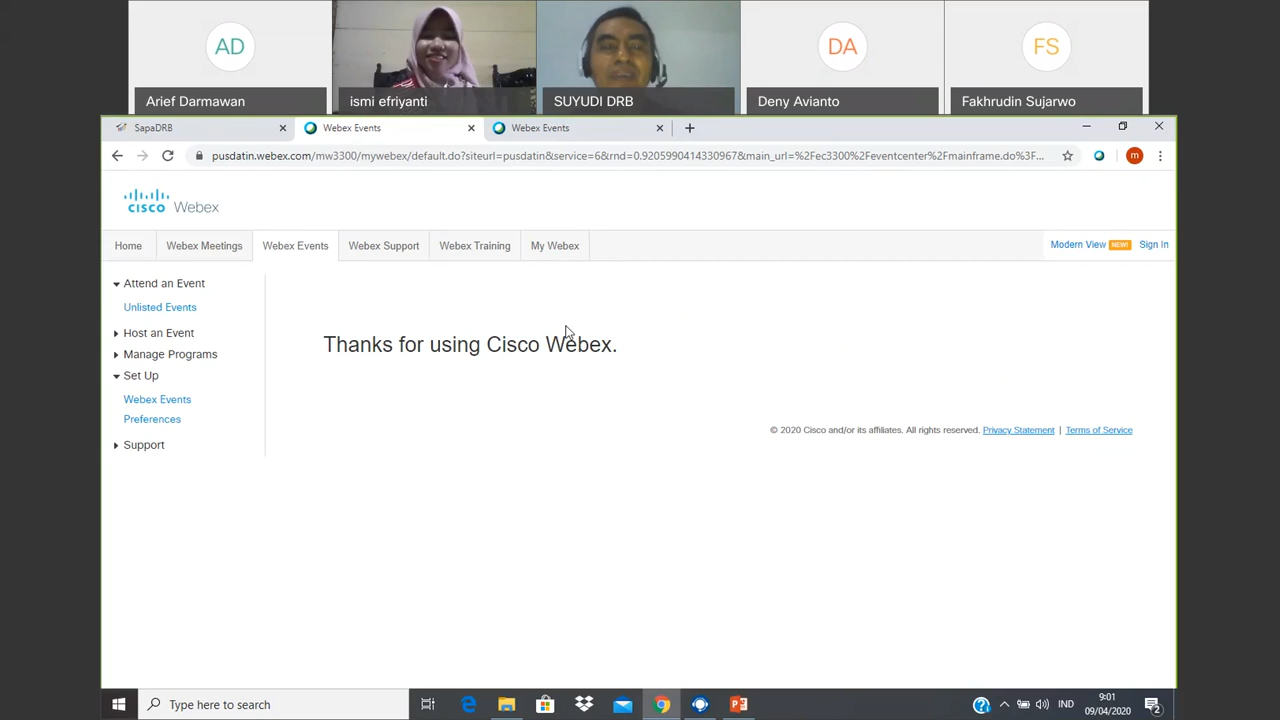 AD
DA
FS
Arief Darmawan
ismi efriyanti
SUYUDI DRB
Deny Avianto
Fakhrudin Sujarwo
SapaDRB
Webex Events
Webex Events
pusdatin.webex.com/mw3300/mywebex/default.do?siteurl=pusdatin&service=6&rnd=0.9205990414330967&main_url=%2Fec3300%2Feventcenter%2Fmainframe.do%3F...
m
CISCO Webex
Home
Webex Meetings
Webex Events
Webex Support
Webex Training
My Webex
Modern View NEW!
Sign In
Attend an Event
Unlisted Events
Host an Event
Manage Programs
Set Up
Webex Events
Preferences
Support
Thanks for using Cisco Webex.
© 2020 Cisco and/or its affiliates. All rights reserved. Privacy Statement | Terms of Service
Type here to search
IND
9:01
09/04/2020
2